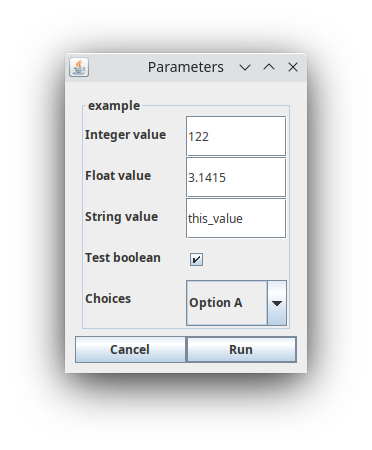 Parameters
example
Integer value 122
Float value 3.1415
String value this_value
Test boolean
Choices Option A
Cancel Run